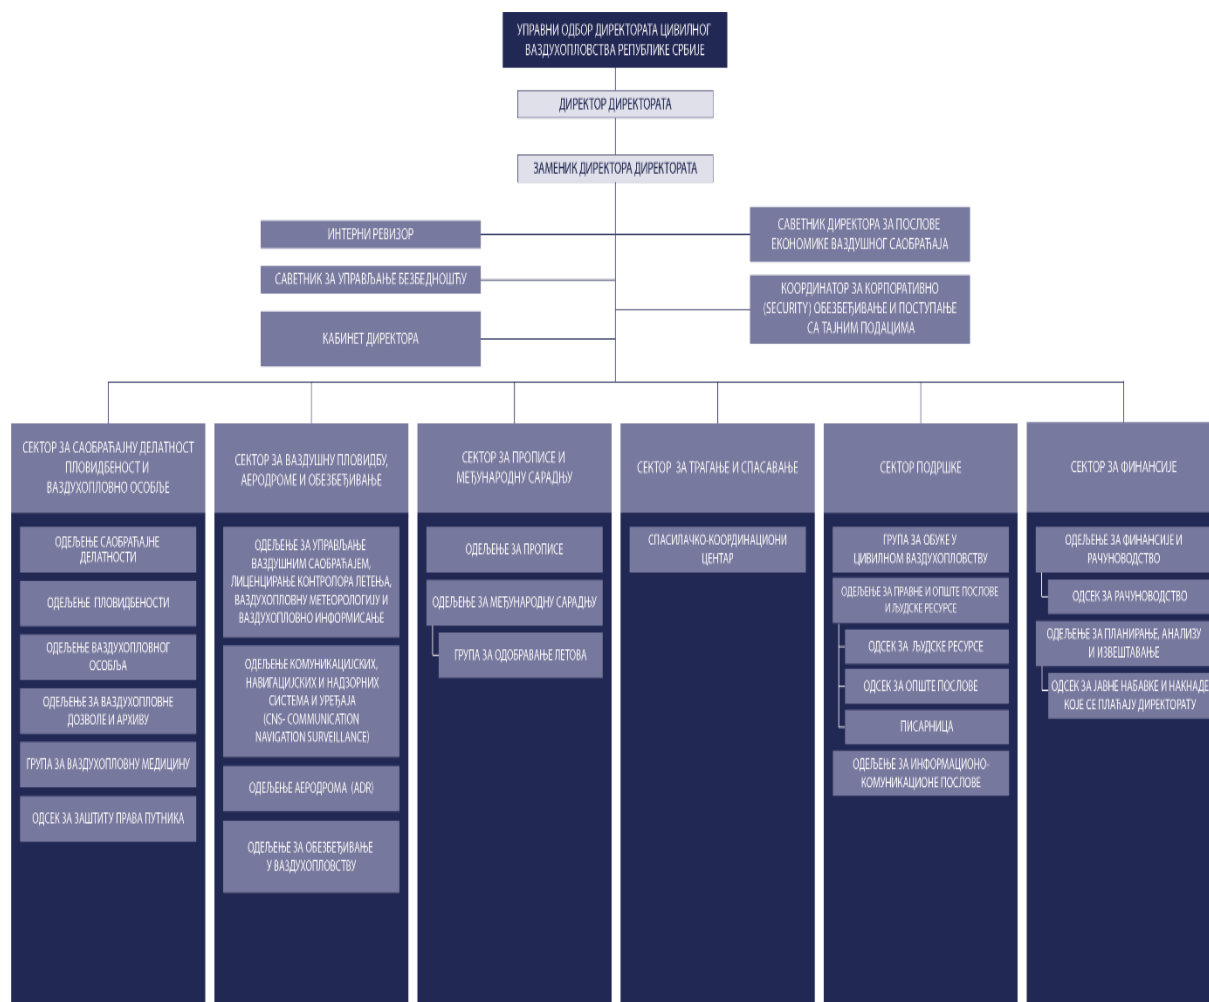 УПРАВНИ ОДБОР ДИРЕКТОРАТА ЦИВИЛНОГ
ВАЗДУХОПЛОВСТВА РЕПУБЛИКЕ СРБИЈЕ
ДИРЕКТОР ДИРЕКТОРАТА
ЗАМЕНИК ДИРЕКТОРА ДИРЕКТОРАТА
ИНТЕРНИ РЕВИЗОР
САВЕТНИК ДИРЕКТОРА ЗА ПОСЛОВЕ
ЕКОНОМИКЕ ВАЗДУШНОГ САОБРАЋАЈА
САВЕТНИК ЗА УПРАВЉАЊЕ БЕЗБЕДНОШЋУ
КООРДИНАТОР ЗА КОРПОРАТИВНО
(SECURITY) ОБЕЗБЕЂИВАЊЕ И ПОСТУПАЊЕ
СА ТАЈНИМ ПОДАЦИМА
КАБИНЕТ ДИРЕКТОРА
СЕКТОР ЗА САОБРАЋАЈНУ ДЕЛАТНОСТ
ПЛОВИДБЕНОСТ И
ВАЗДУХОПЛОВНО ОСОБЉЕ
ОДЕЉЕЊЕ САОБРАЋАЈНЕ
ДЕЛАТНОСТИ
ОДЕЉЕЊЕ ПЛОВИДБЕНОСТИ
ОДЕЉЕЊЕ ВАЗДУХОПЛОВНОГ
ОСОБЉА
ОДЕЉЕЊЕ ЗА ВАЗДУХОПЛОВНЕ
ДОЗВОЛЕ И АРХИВУ
ГРУПА ЗА ВАЗДУХОПЛОВНУ МЕДИЦИНУ
ОДСЕК ЗА ЗАШТИТУ ПРАВА ПУТНИКА
СЕКТОР ЗА ВАЗДУШНУ ПЛОВИДБУ,
АЕРОДРОМЕ И ОБЕЗБЕЂИВАЊЕ
ОДЕЉЕЊЕ ЗА УПРАВЉАЊЕ
ВАЗДУШНИМ САОБРАЋАЈЕМ,
ЛИЦЕНЦИРАЊЕ КОНТРОЛОРА ЛЕТЕЊА,
ВАЗДУХОПЛОВНУ МЕТЕОРОЛОГИЈУ И
ВАЗДУХОПЛОВНО ИНФОРМИСАЊЕ
ОДЕЉЕЊЕ КОМУНИКАЦИЈСКИХ,
НАВИГАЦИЈСКИХ И НАДЗОРНИХ
СИСТЕМА И УРЕЂАЈА
(CNS- COMMUNICATION
NAVIGATION SURVEILLANCE)
ОДЕЉЕЊЕ АЕРОДРОМА (ADR)
ОДЕЉЕЊЕ ЗА ОБЕЗБЕЂИВАЊЕ
У ВАЗДУХОПЛОВСТВУ
СЕКТОР ЗА ПРОПИСЕ И
МЕЂУНАРОДНУ САРАДЊУ
ОДЕЉЕЊЕ ЗА ПРОПИСЕ
ОДЕЉЕЊЕ ЗА МЕЂУНАРОДНУ САРАДЊУ
ГРУПА ЗА ОДОБРАВАЊЕ ЛЕТОВА
СЕКТОР ЗА ТРАГАЊЕ И СПАСАВАЊЕ
СПАСИЛАЧКО-КООРДИНАЦИОНИ
ЦЕНТАР
СЕКТОР ПОДРШКЕ
ГРУПА ЗА ОБУКЕ У
ЦИВИЛНОМ ВАЗДУХОПЛОВСТВУ
ОДЕЉЕЊЕ ЗА ПРАВНЕ И ОПШТЕ ПОСЛОВЕ
И ЉУДСКЕ РЕСУРСЕ
ОДСЕК ЗА ЉУДСКЕ РЕСУРСЕ
ОДСЕК ЗА ОПШТЕ ПОСЛОВЕ
ПИСАРНИЦА
ОДЕЉЕЊЕ ЗА ИНФОРМАЦИОНО-
КОМУНИКАЦИОНЕ ПОСЛОВЕ
СЕКТОР ЗА ФИНАНСИЈЕ
ОДЕЉЕЊЕ ЗА ФИНАНСИЈЕ И
РАЧУНОВОДСТВО
ОДСЕК ЗА РАЧУНОВОДСТВО
ОДЕЉЕЊЕ ЗА ПЛАНИРАЊЕ, АНАЛИЗУ
И ИЗВЕШТАВАЊЕ
ОДСЕК ЗА ЈАВНЕ НАБАВКЕ И НАКНАДЕ
КОЈЕ СЕ ПЛАЋАЈУ ДИРЕКТОРАТУ